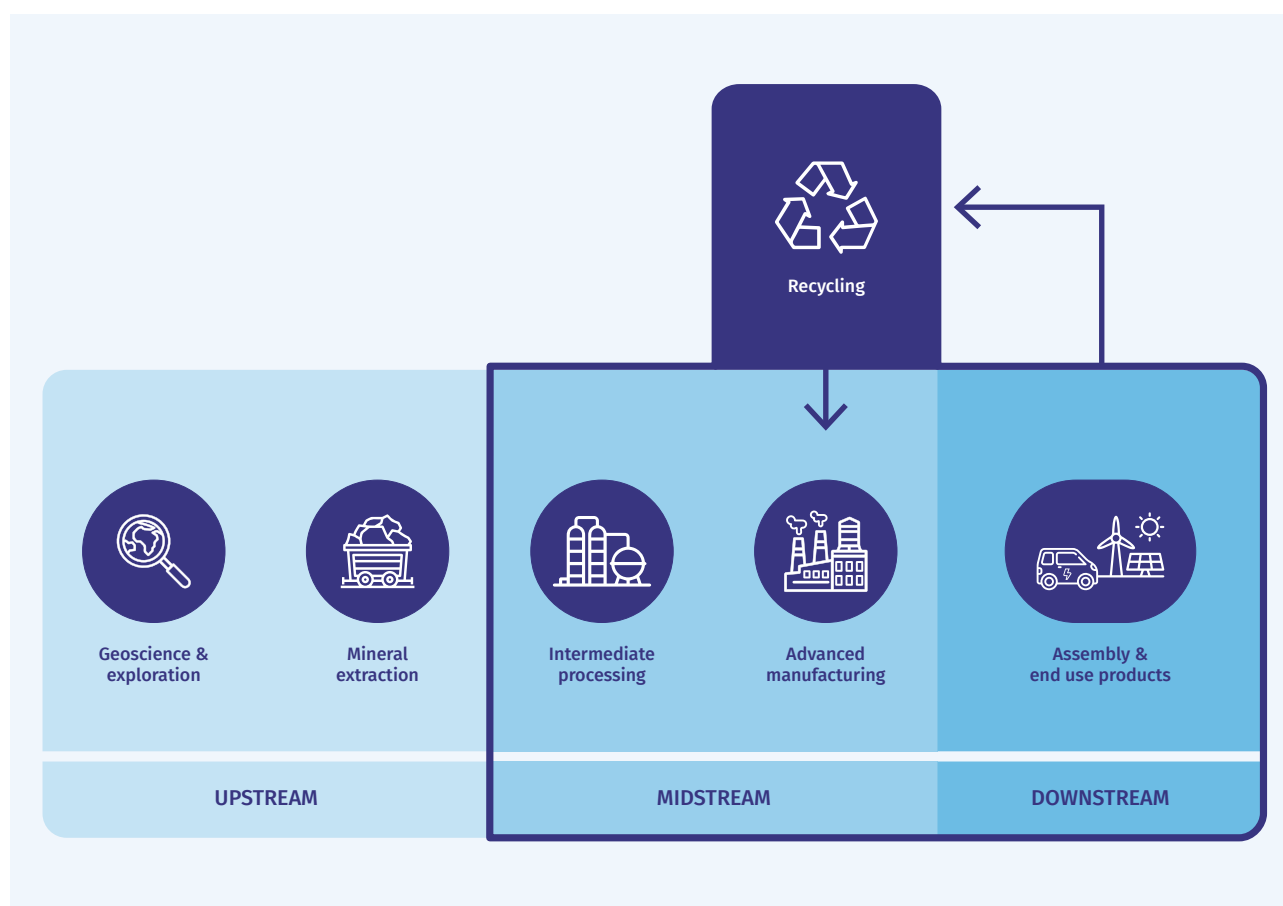 Recycling
Geoscience &
exploration
Mineral
extraction
Intermediate
processing
Advanced
manufacturing
Assembly &
end use products
UPSTREAM
MIDSTREAM
DOWNSTREAM